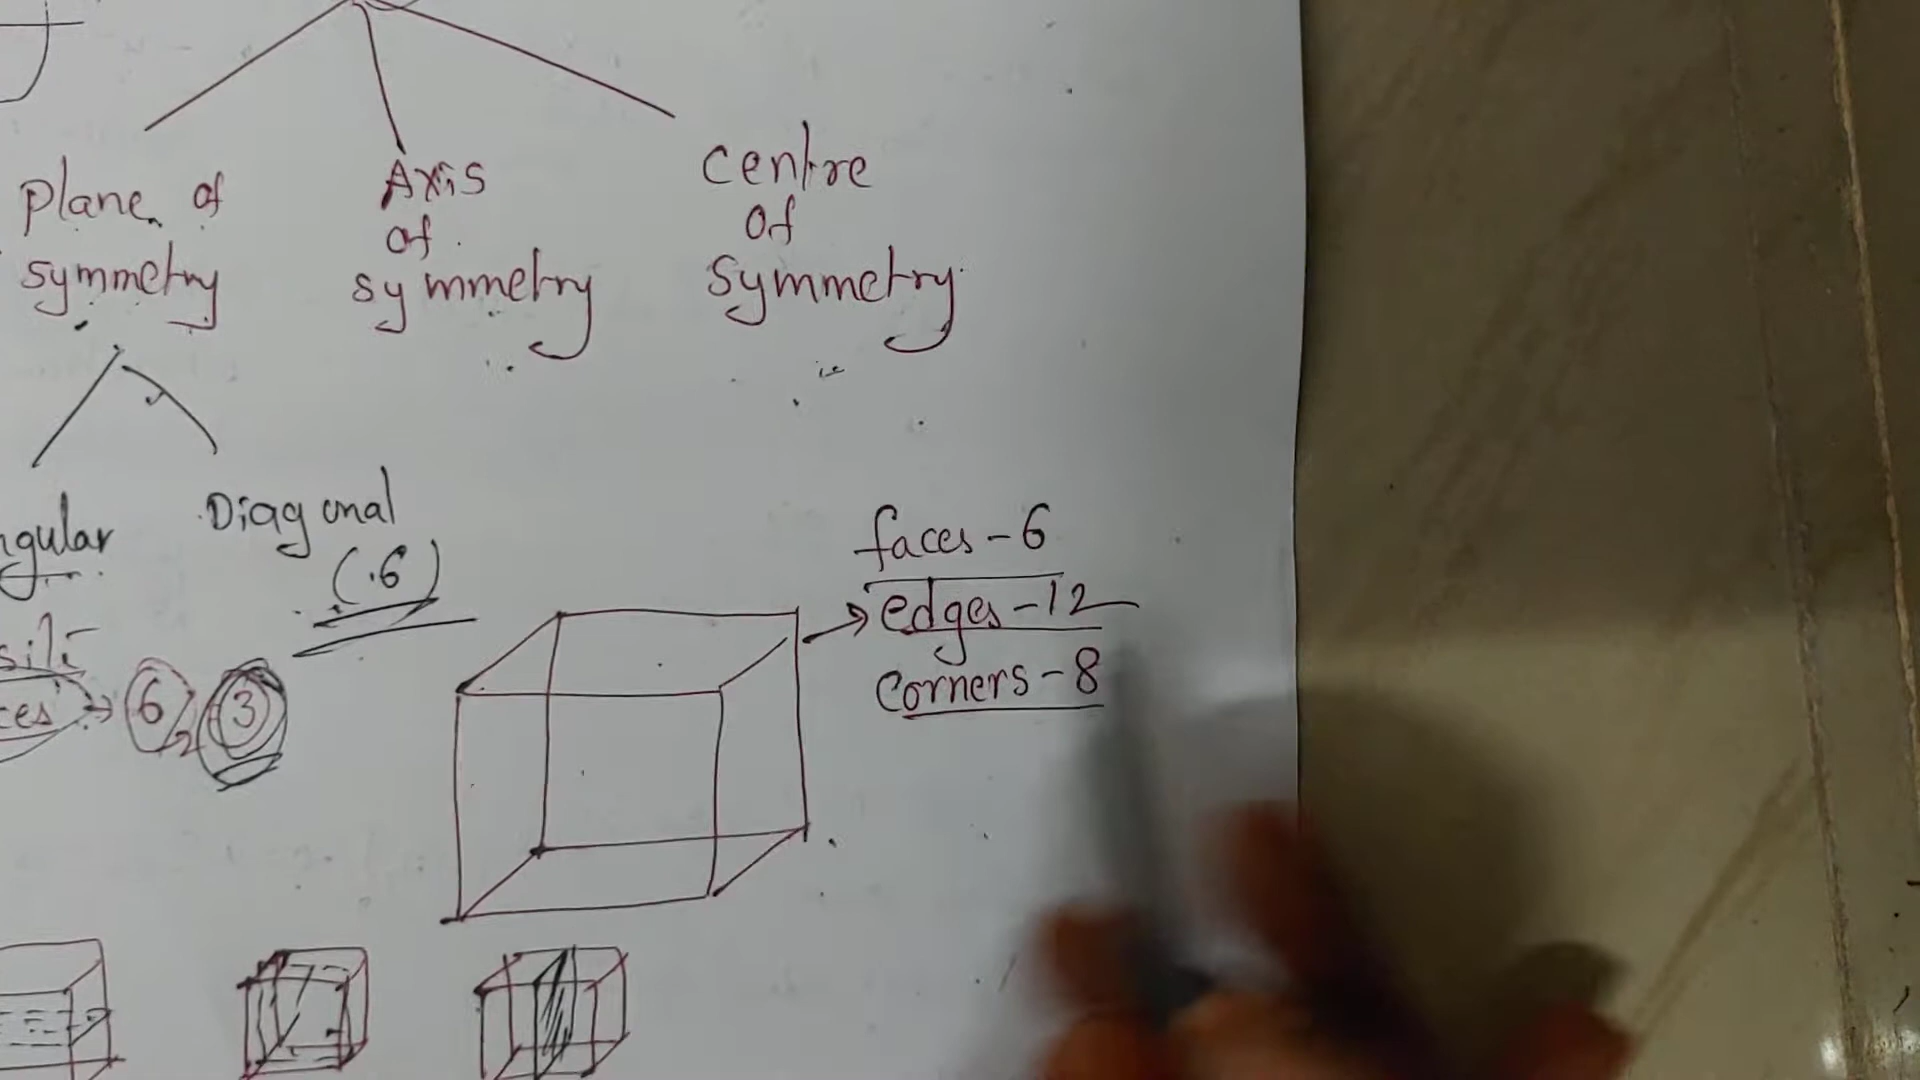 Plane of
symmetry
Axis
of
symmetry
Centre
of
symmetry
Diagonal
(6)
faces - 6
edges - 12
corners - 8
6, 3